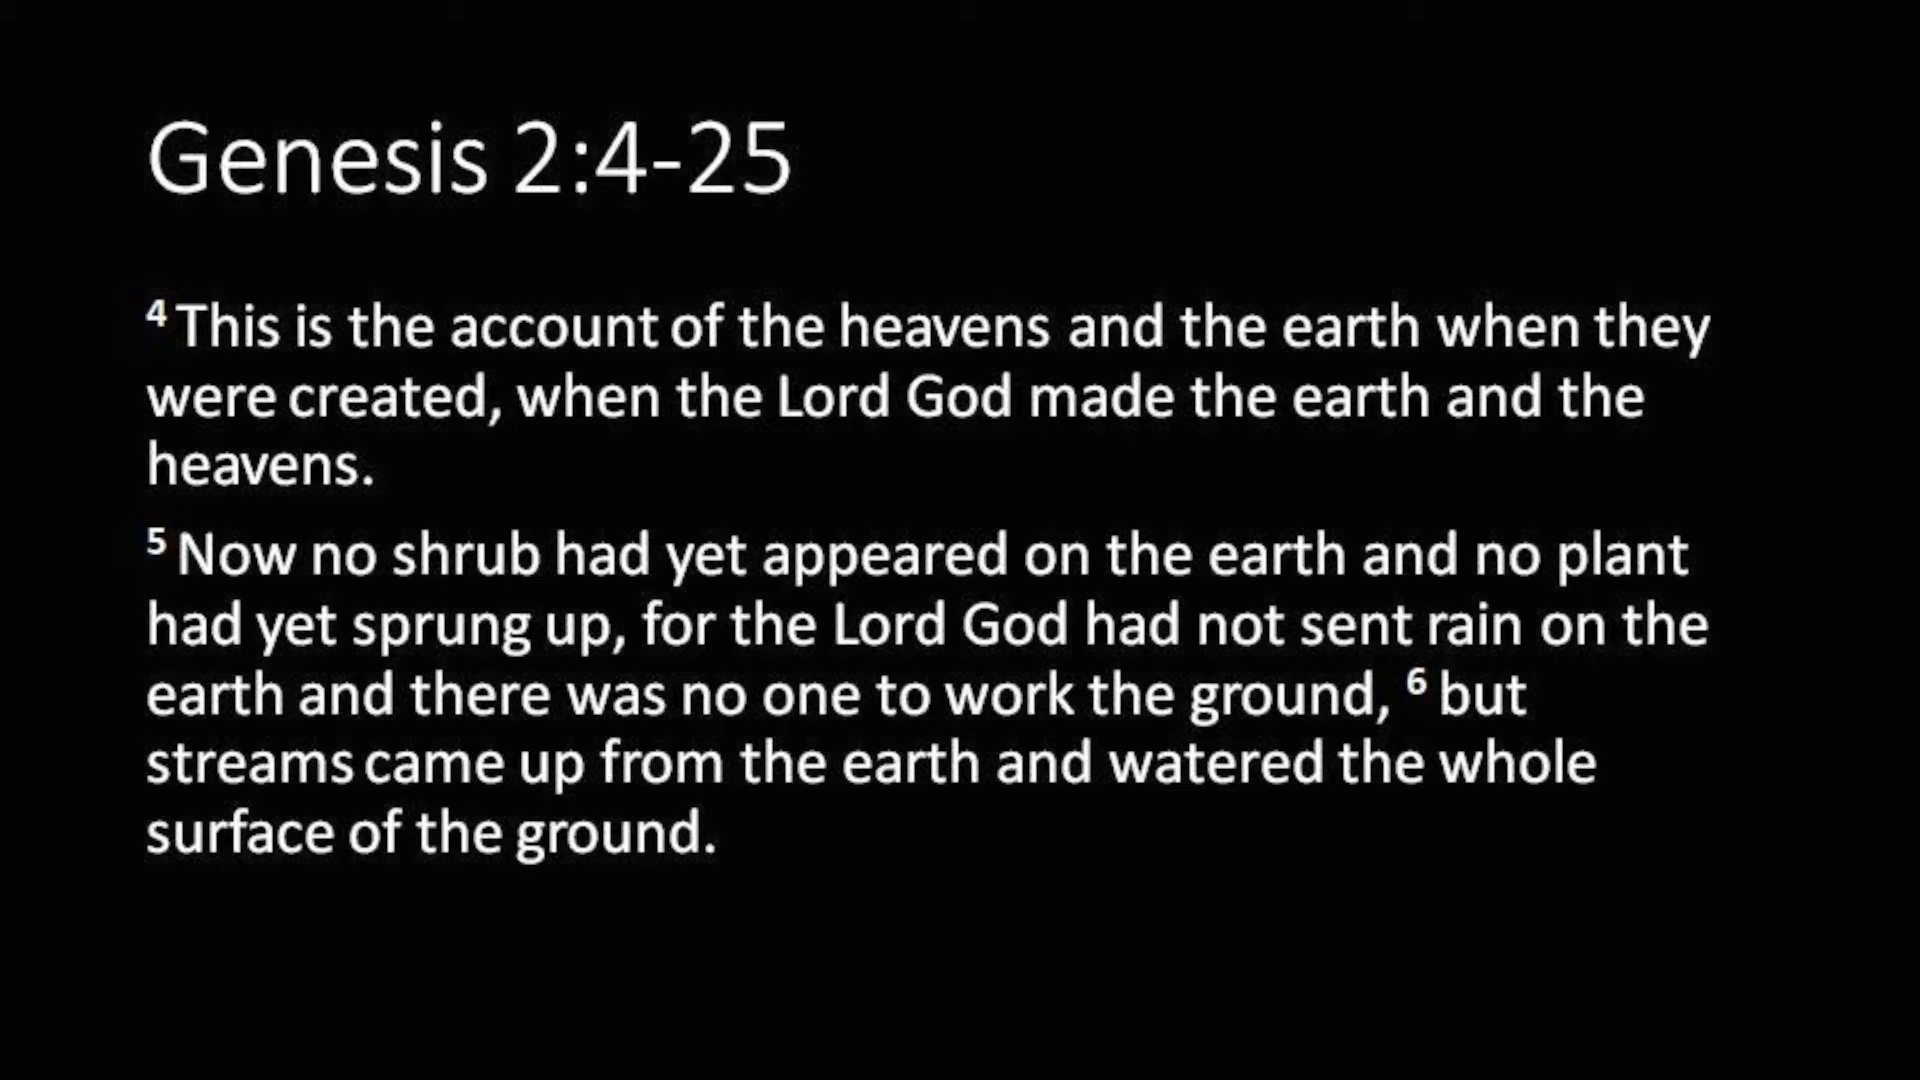 Genesis 2:4-25
4 This is the account of the heavens and the earth when they
were created, when the Lord God made the earth and the
heavens.
5 Now no shrub had yet appeared on the earth and no plant
had yet sprung up, for the Lord God had not sent rain on the
earth and there was no one to work the ground, 6 but
streams came up from the earth and watered the whole
surface of the ground.